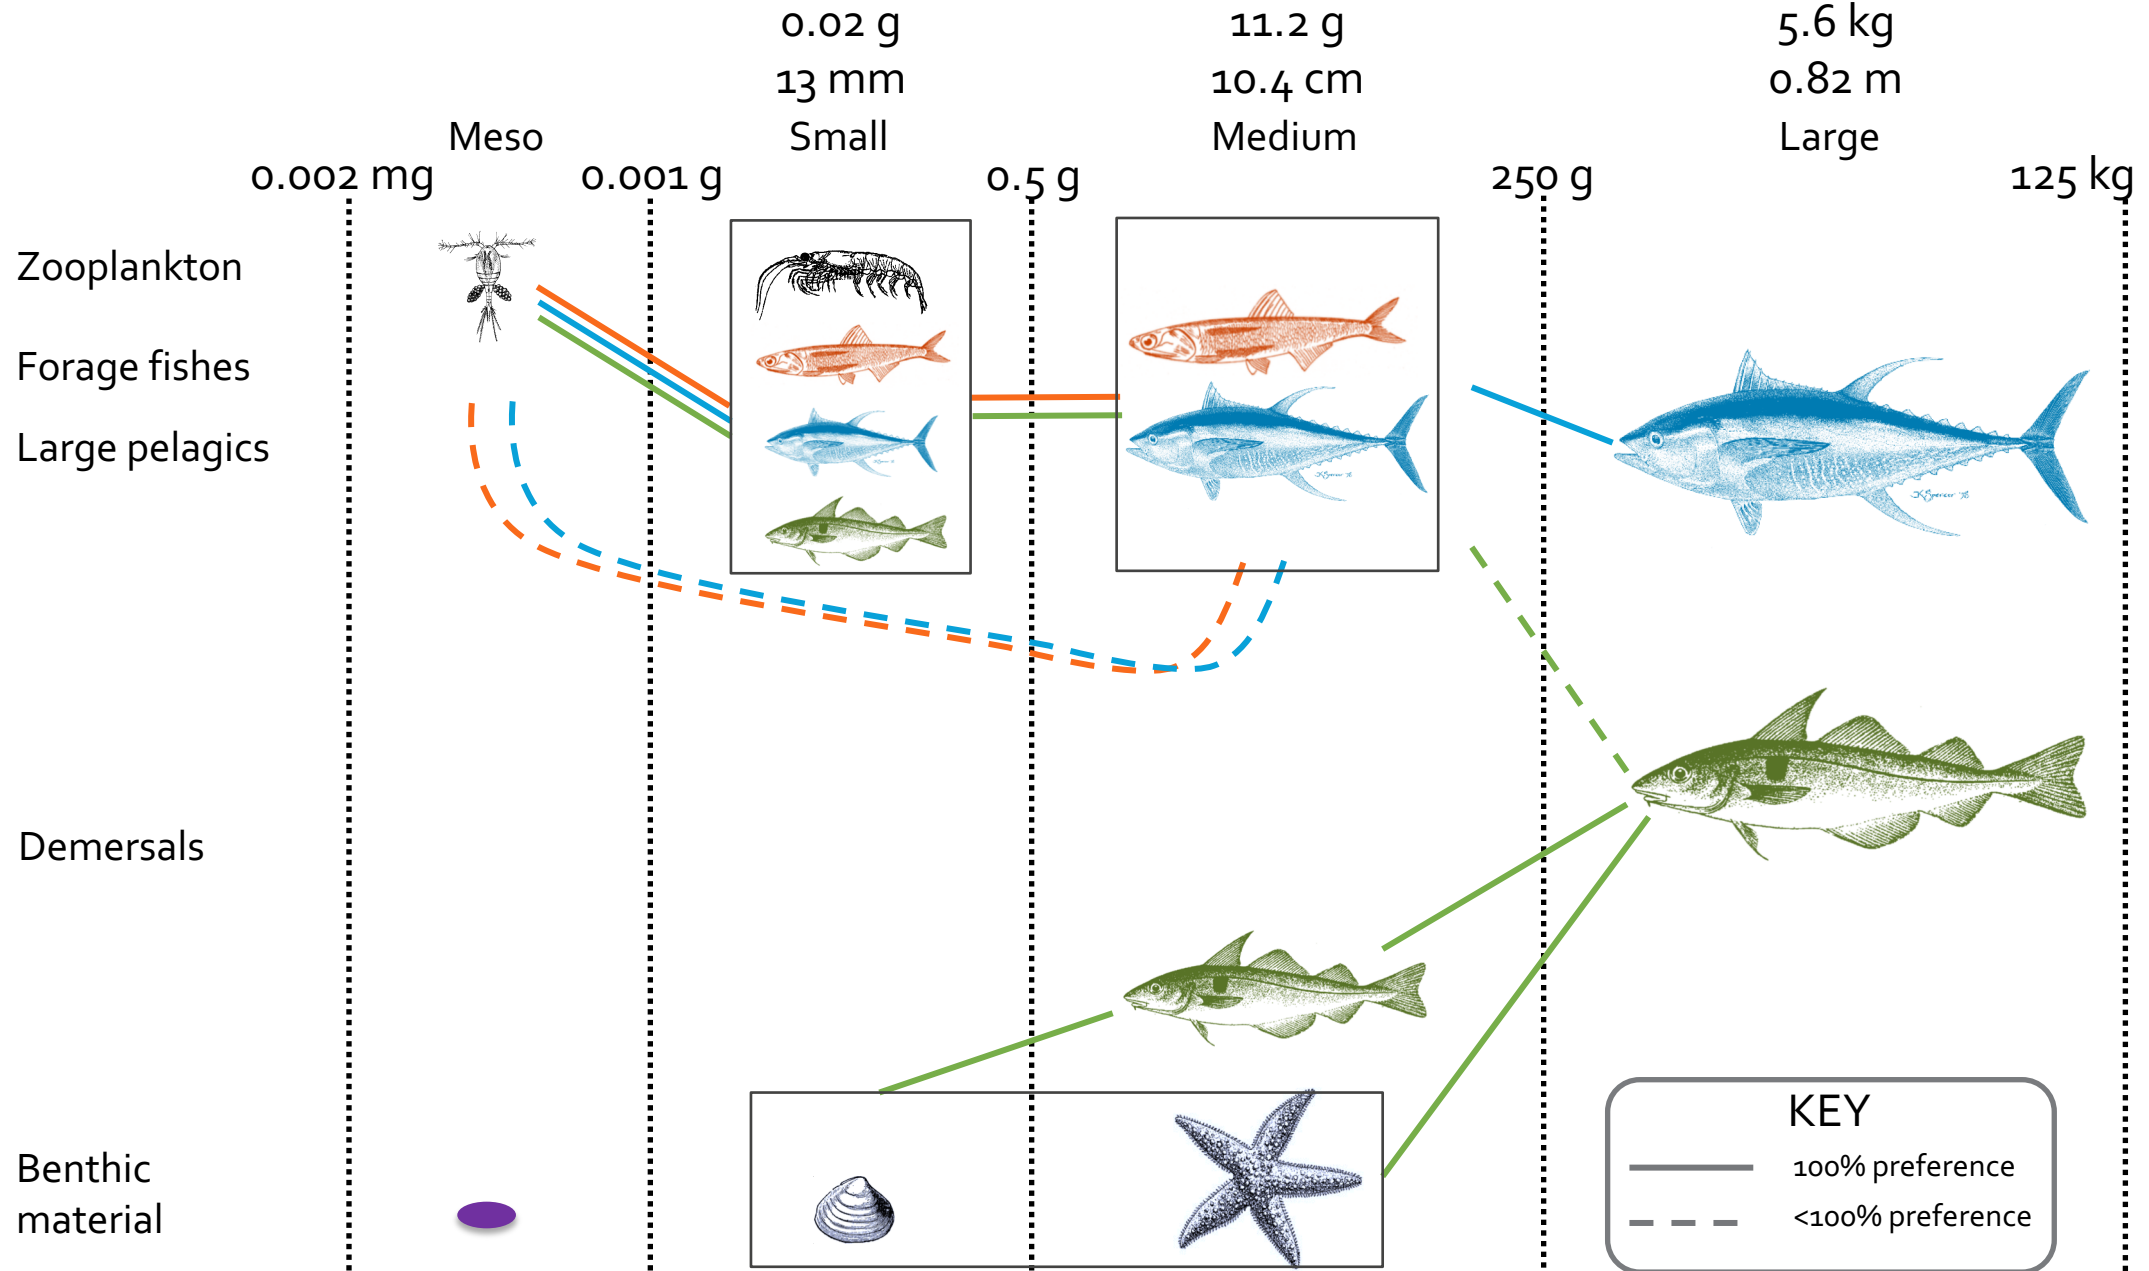 0.02 g
11.2 g
5.6 kg
13 mm
10.4 cm
0.82 m
Meso
Small
Medium
Large
0.002 mg
0.001 g
0.5 g
250 g
125 kg
Zooplankton
Forage fishes
Large pelagics
Demersals
Benthic
material
KEY
100% preference
<100% preference